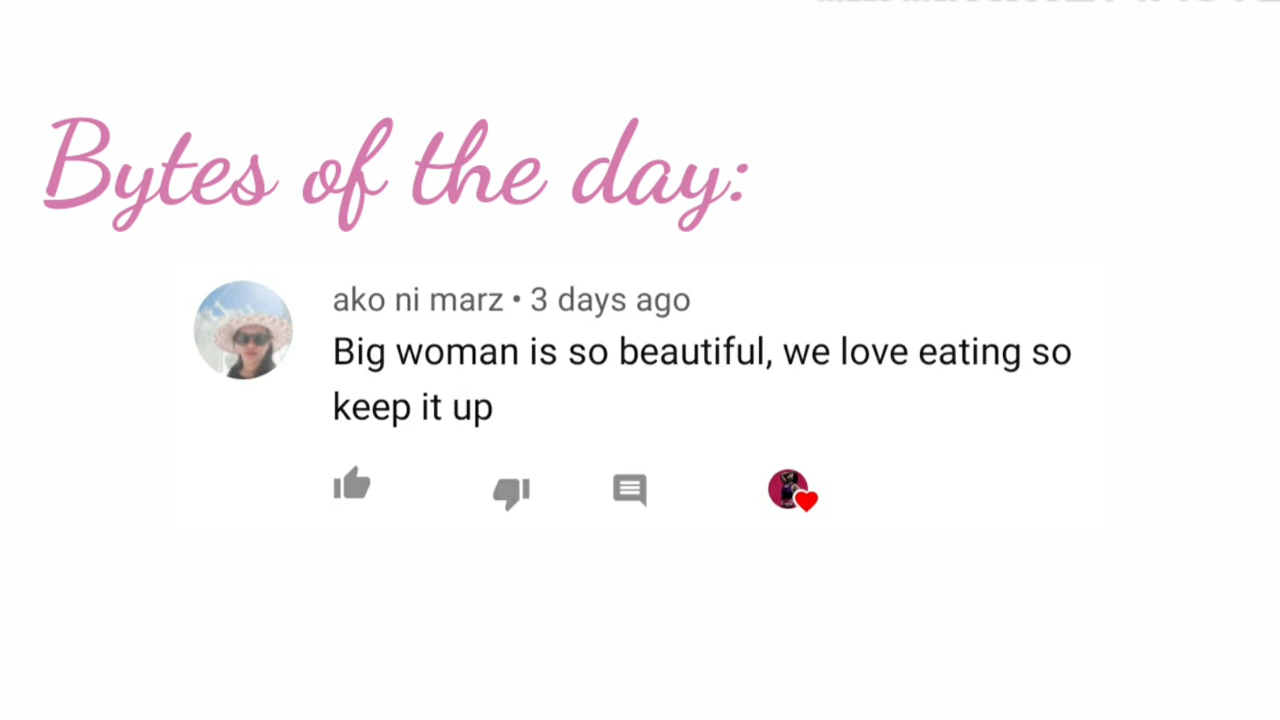 Bytes of the day:
ako ni marz • 3 days ago
Big woman is so beautiful, we love eating so
keep it up